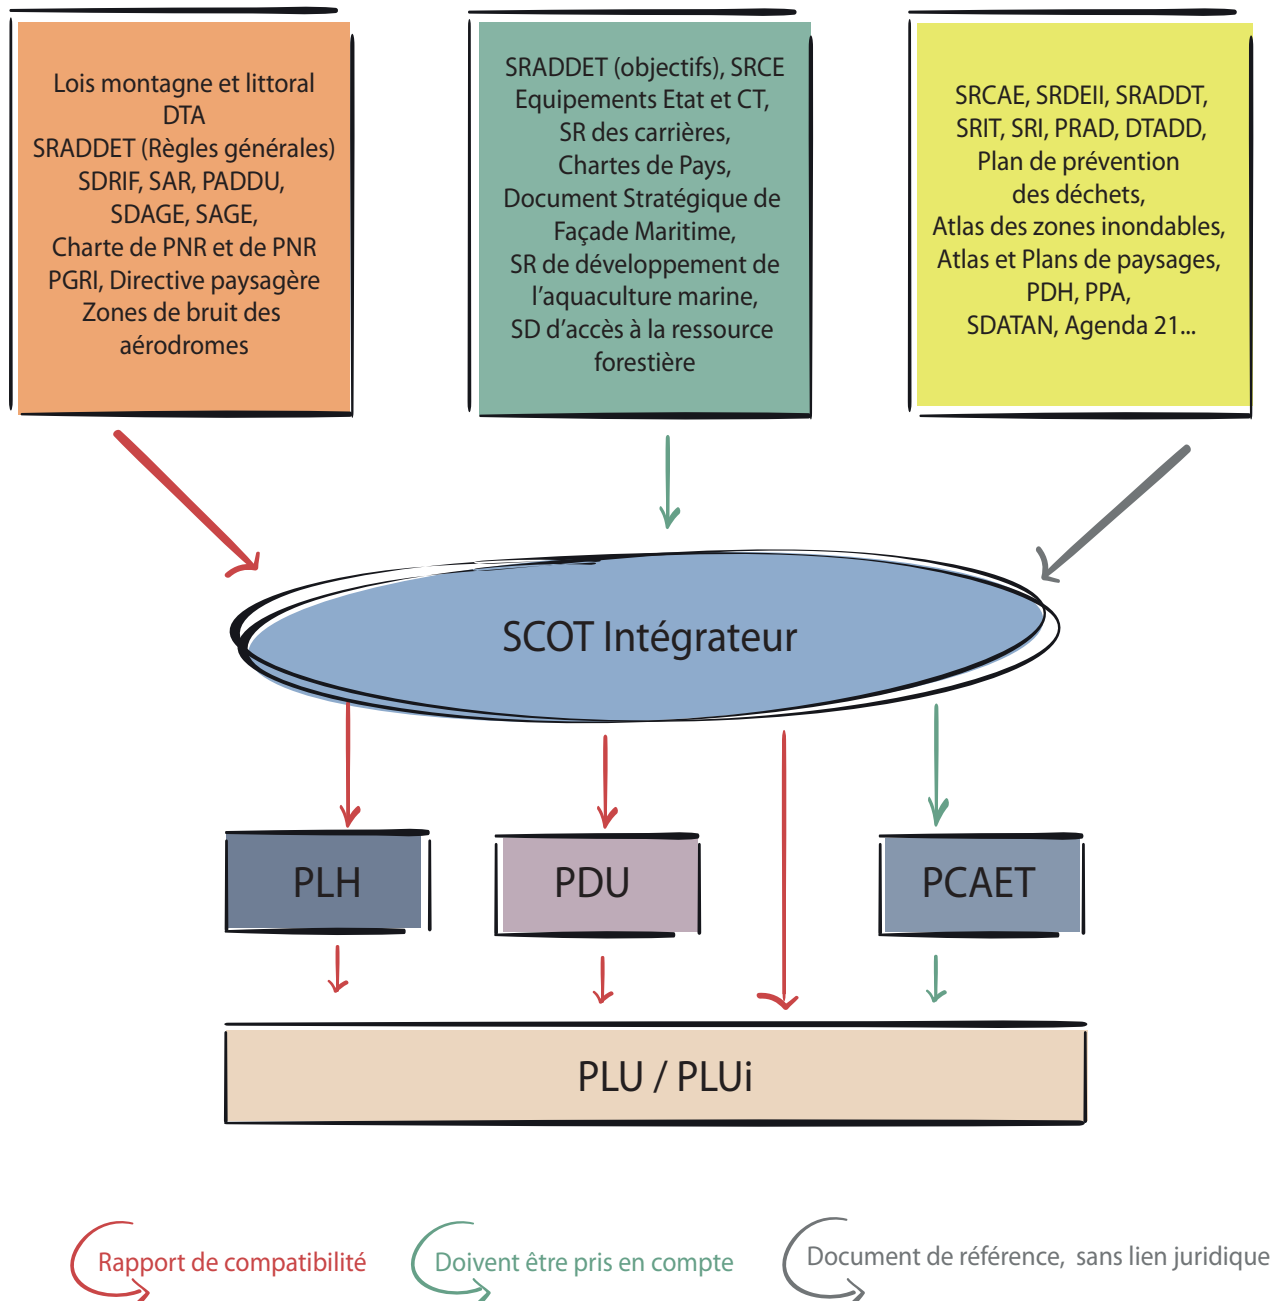 Lois montagne et littoral
DTA
SRADDET (Règles générales)
SDRIF, SAR, PADDU,
SDAGE, SAGE,
Charte de PNR et de PNR
PGRI, Directive paysagère
Zones de bruit des
aérodromes
SRADDET (objectifs), SRCE
Equipements Etat et CT,
SR des carrières,
Chartes de Pays,
Document Stratégique de
Façade Maritime,
SR de développement de
l'aquaculture marine,
SD d'accès à la ressource
forestière
SRCAE, SRDEII, SRADDT,
SRIT, SRI, PRAD, DTADD,
Plan de prévention
des déchets,
Atlas des zones inondables,
Atlas et Plans de paysages,
PDH, PPA,
SDATAN, Agenda 21...
SCOT Intégrateur
PLH
PDU
PCAET
PLU / PLUi
Rapport de compatibilité
Doivent être pris en compte
Document de référence, sans lien juridique